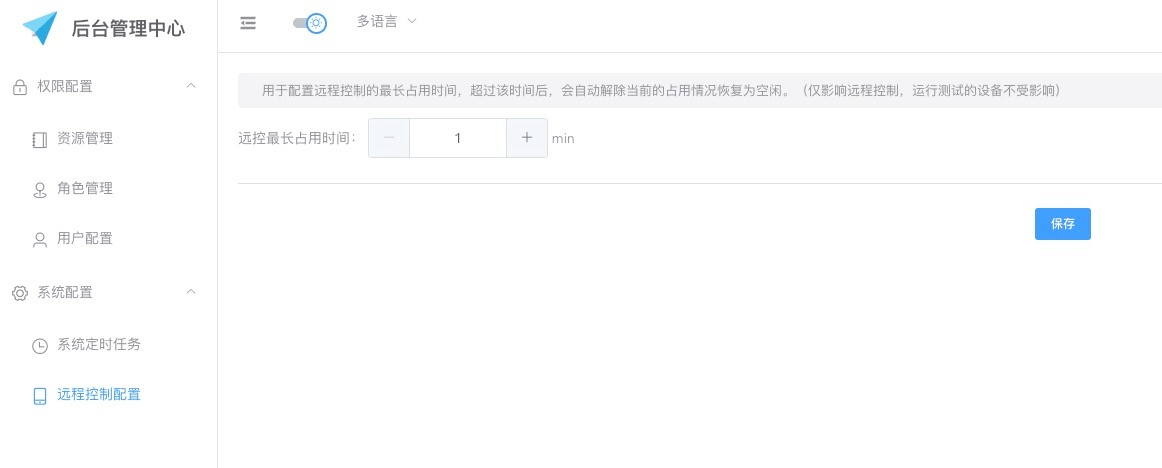 后台管理中心
多语言
权限配置
资源管理
角色管理
用户配置
系统配置
系统定时任务
远程控制配置
用于配置远程控制的最长占用时间，超过该时间后，会自动解除当前的占用情况恢复为空闲。（仅影响远程控制，运行测试的设备不受影响）
远控最长占用时间： − 1 + min
保存